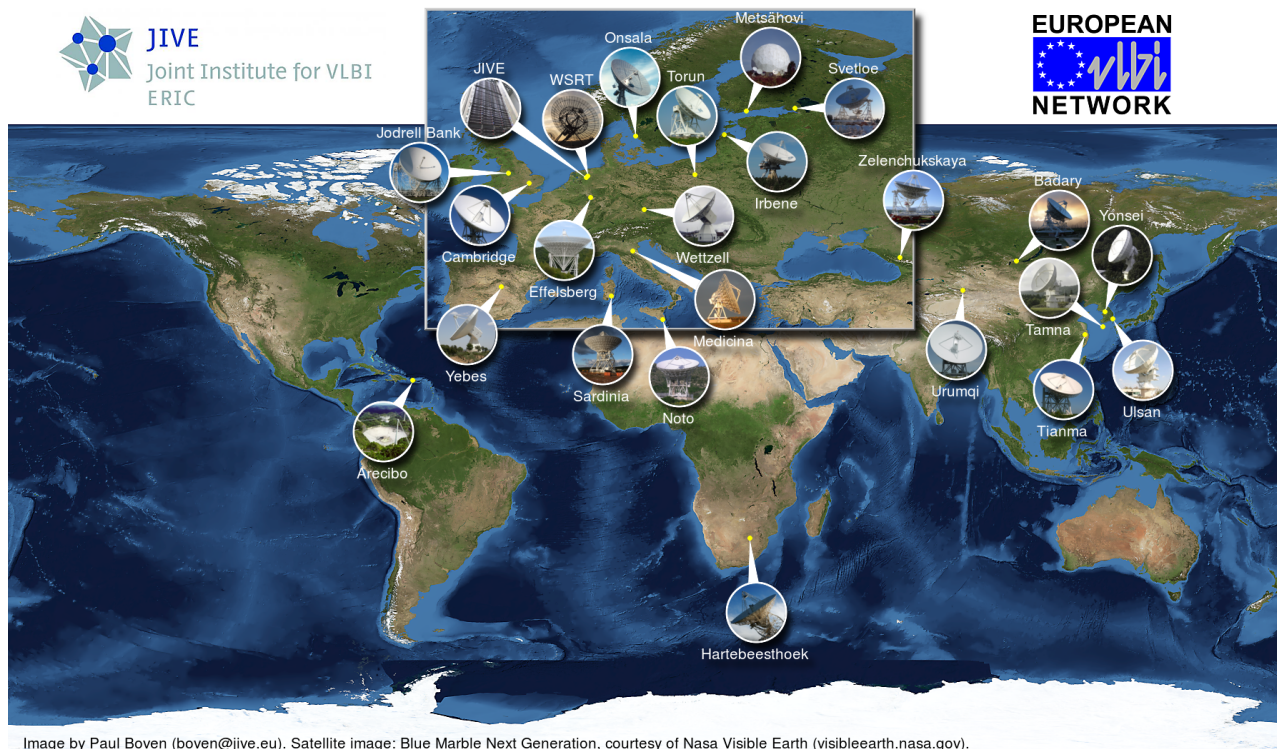 JIVE
Joint Institute for VLBI
ERIC
EUROPEAN
vlbi
NETWORK
Metsähovi
Onsala
JIVE
WSRT
Torun
Svetloe
Jodrell Bank
Zelenchukskaya
Badary
Irbene
Yonsei
Cambridge
Wettzell
Effelsberg
Tamna
Medicina
Yebes
Sardinia
Noto
Urumqi
Ulsan
Tianma
Arecibo
Hartebeesthoek
Image by Paul Boven (boven@jive.eu). Satellite image: Blue Marble Next Generation, courtesy of Nasa Visible Earth (visibleearth.nasa.gov).